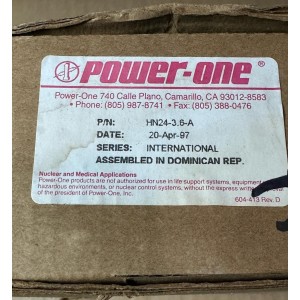 POWER-ONE
Power-One 740 Calle Plano, Camarillo, CA 93012-8583
• Phone: (805) 987-8741 • Fax: (805) 388-0476
P/N: HN24-3.6-A
DATE: 20-Apr-97
SERIES: INTERNATIONAL
ASSEMBLED IN DOMINICAN REP.
Nuclear and Medical Applications
Power-One products are not authorized for use in life support systems, equipment
hazardous environments, or nuclear control systems, without the express written
of the president of Power-One, Inc.
604-413 Rev. D